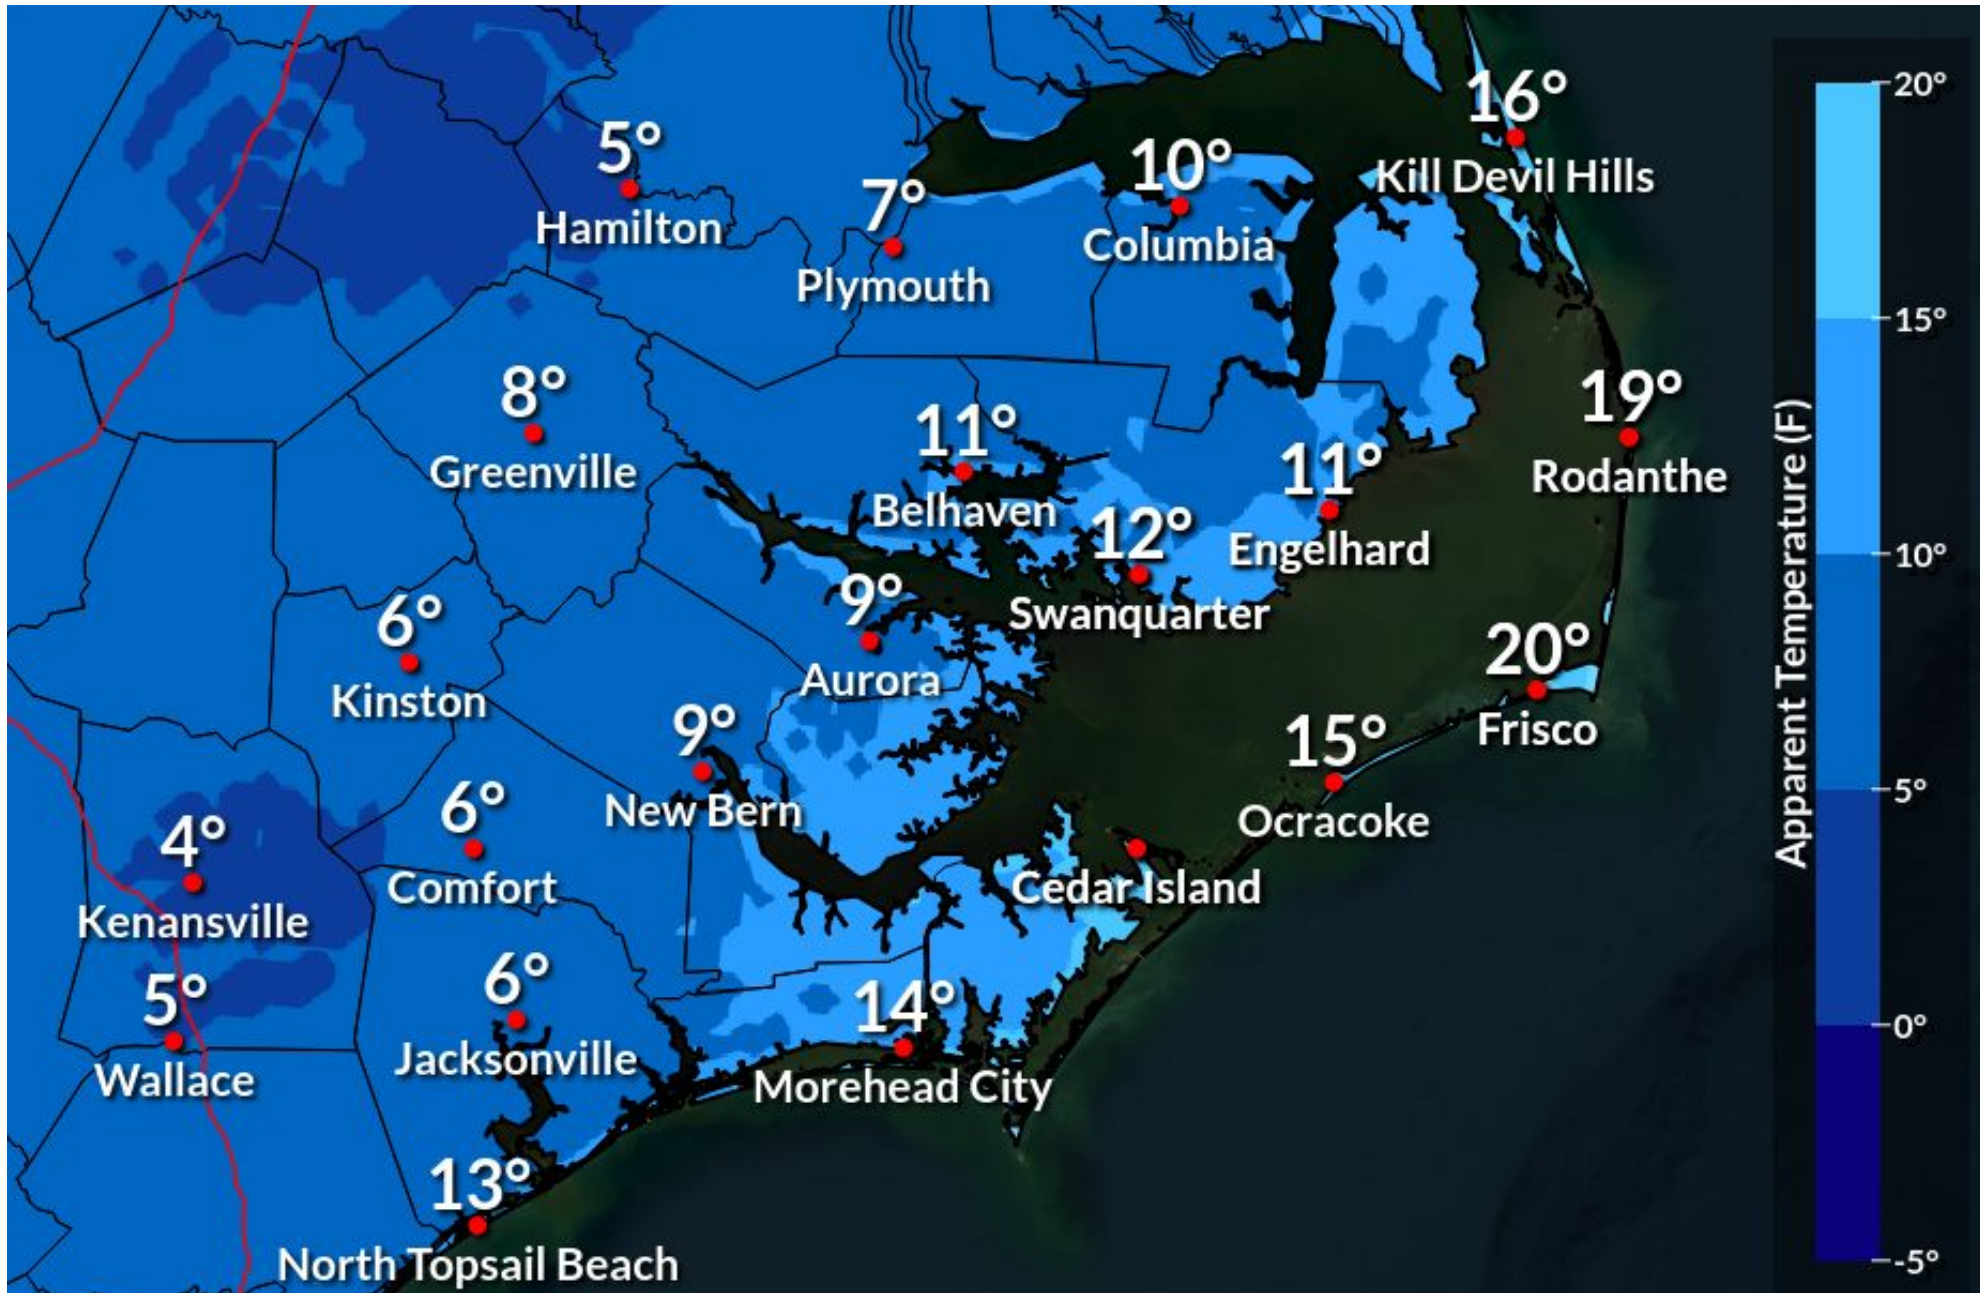 16°
Kill Devil Hills
5°
Hamilton
10°
Columbia
7°
Plymouth
19°
Rodanthe
8°
Greenville
11°
Belhaven
11°
Engelhard
12°
Swanquarter
9°
Aurora
6°
Kinston
20°
Frisco
9°
New Bern
15°
Ocracoke
6°
Comfort
4°
Kenansville
Cedar Island
6°
Jacksonville
5°
Wallace
14°
Morehead City
13°
North Topsail Beach
Apparent Temperature (F)
20°
15°
10°
5°
0°
-5°